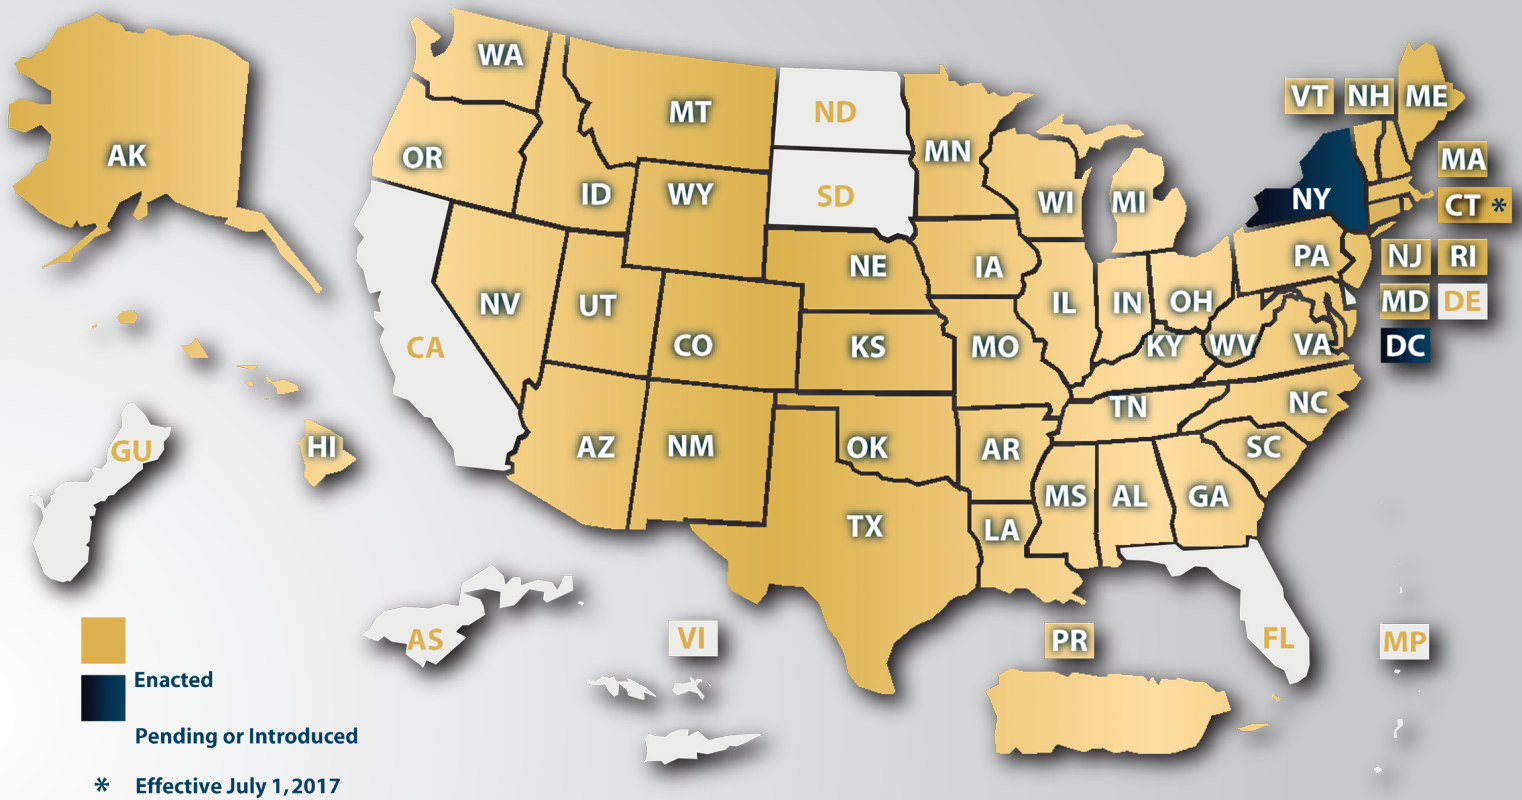 WA
MT
ND
MN
VT
NH
ME
AK
OR
ID
WY
SD
WI
MI
NY
MA
CT *
NE
IA
PA
NJ
RI
NV
UT
CO
KS
MO
IL
IN
OH
KY
WV
VA
MD
DE
DC
CA
GU
HI
AZ
NM
OK
AR
TN
NC
SC
MS
AL
GA
TX
LA
AS
VI
PR
FL
MP
Enacted
Pending or Introduced
* Effective July 1, 2017